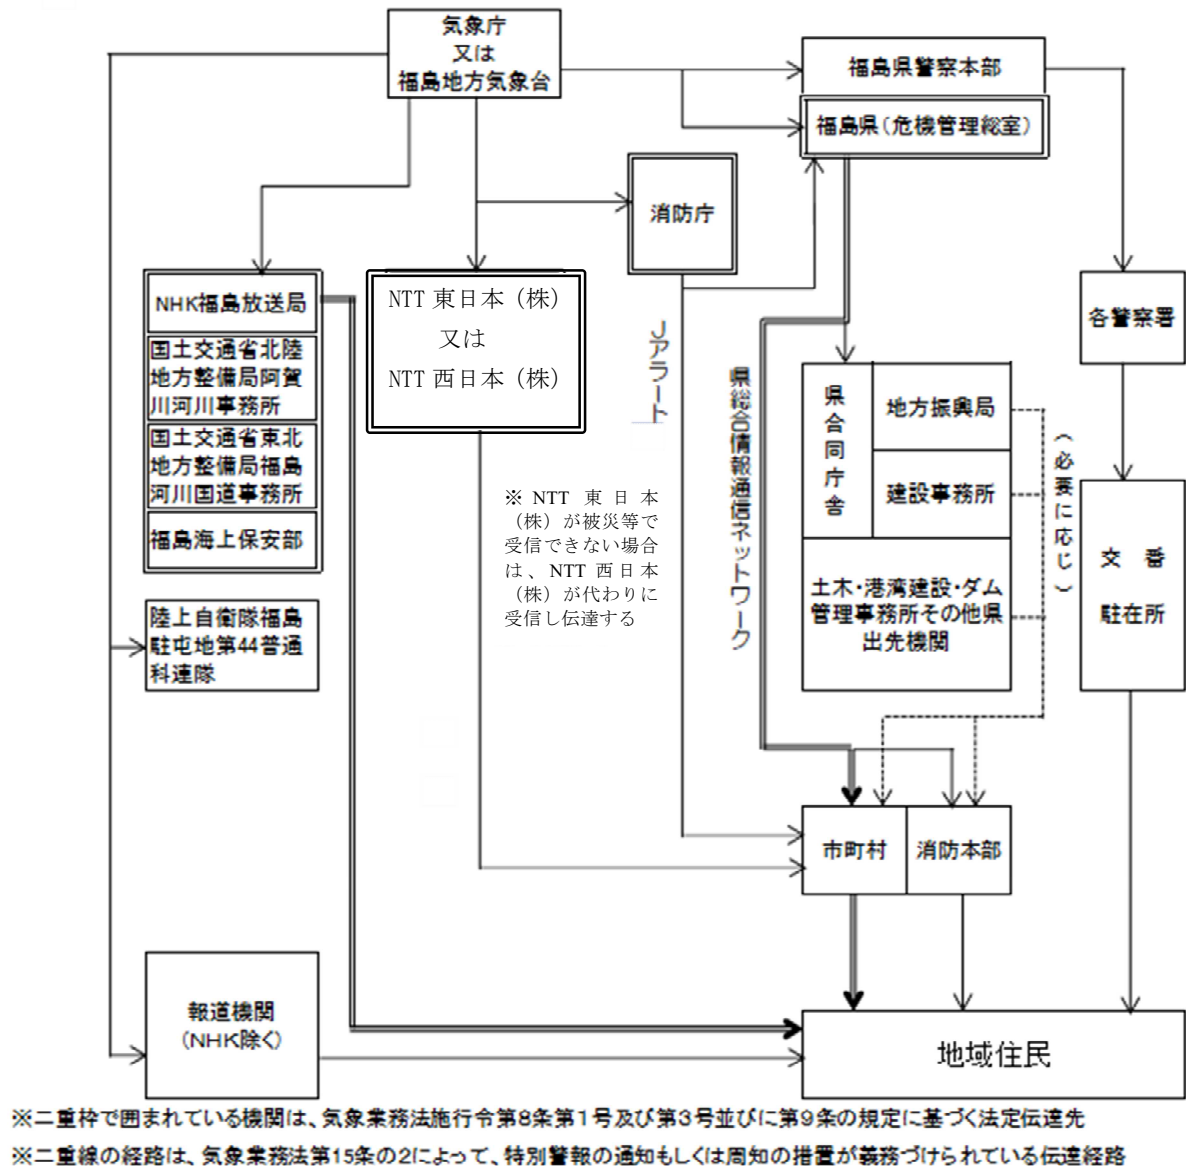 気象庁
又は
福島地方気象台
福島県警察本部
福島県(危機管理総室)
消防庁
NHK福島放送局
国土交通省北陸
地方整備局阿賀
川河川事務所
国土交通省東北
地方整備局福島
河川国道事務所
福島海上保安部
陸上自衛隊福島
駐屯地第44普通
科連隊
NTT 東日本（株）
又は
NTT 西日本（株）
※ NTT 東日本
（株）が被災等で
受信できない場合
は、NTT 西日本
（株）が代わりに
受信し伝達する
Jアラート
県総合情報通信ネットワーク
県合同庁舎
地方振興局
建設事務所
土木・港湾建設・ダム
管理事務所その他県
出先機関
（必要に応じ）
各警察署
交 番
駐在所
市町村
消防本部
報道機関
(NHK除く)
地域住民
※二重枠で囲まれている機関は、気象業務法施行令第8条第1号及び第3号並びに第9条の規定に基づく法定伝達先
※二重線の経路は、気象業務法第15条の2によって、特別警報の通知もしくは周知の措置が義務づけられている伝達経路